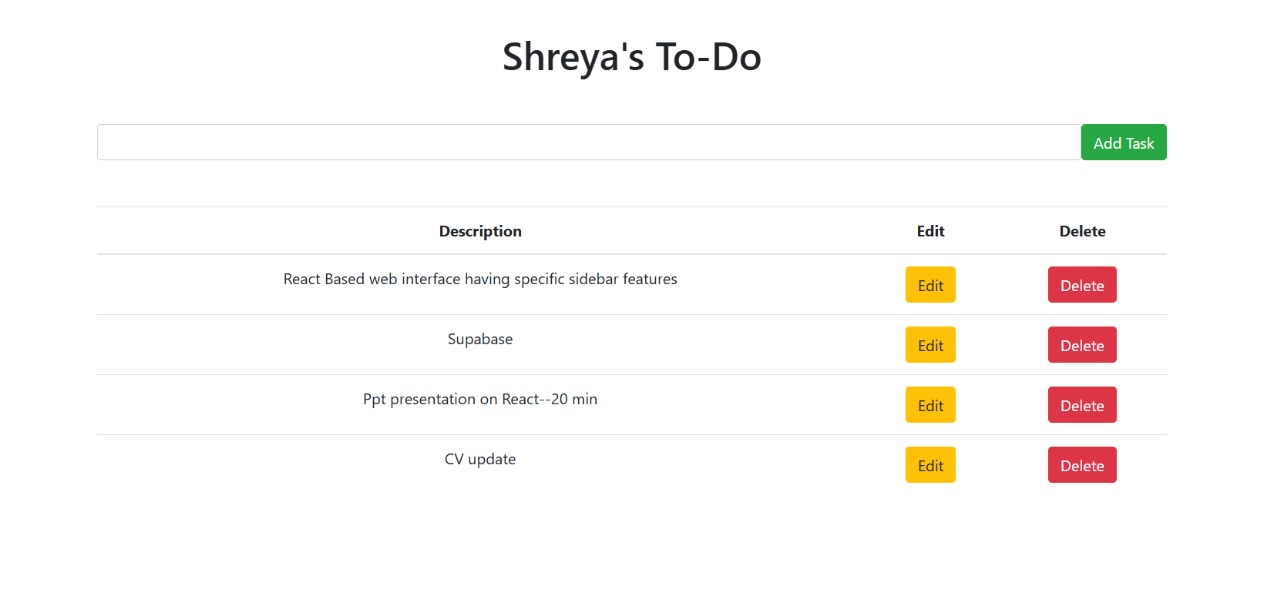 Shreya's To-Do
Add Task
Description Edit Delete
React Based web interface having specific sidebar features Edit Delete
Supabase Edit Delete
Ppt presentation on React--20 min Edit Delete
CV update Edit Delete